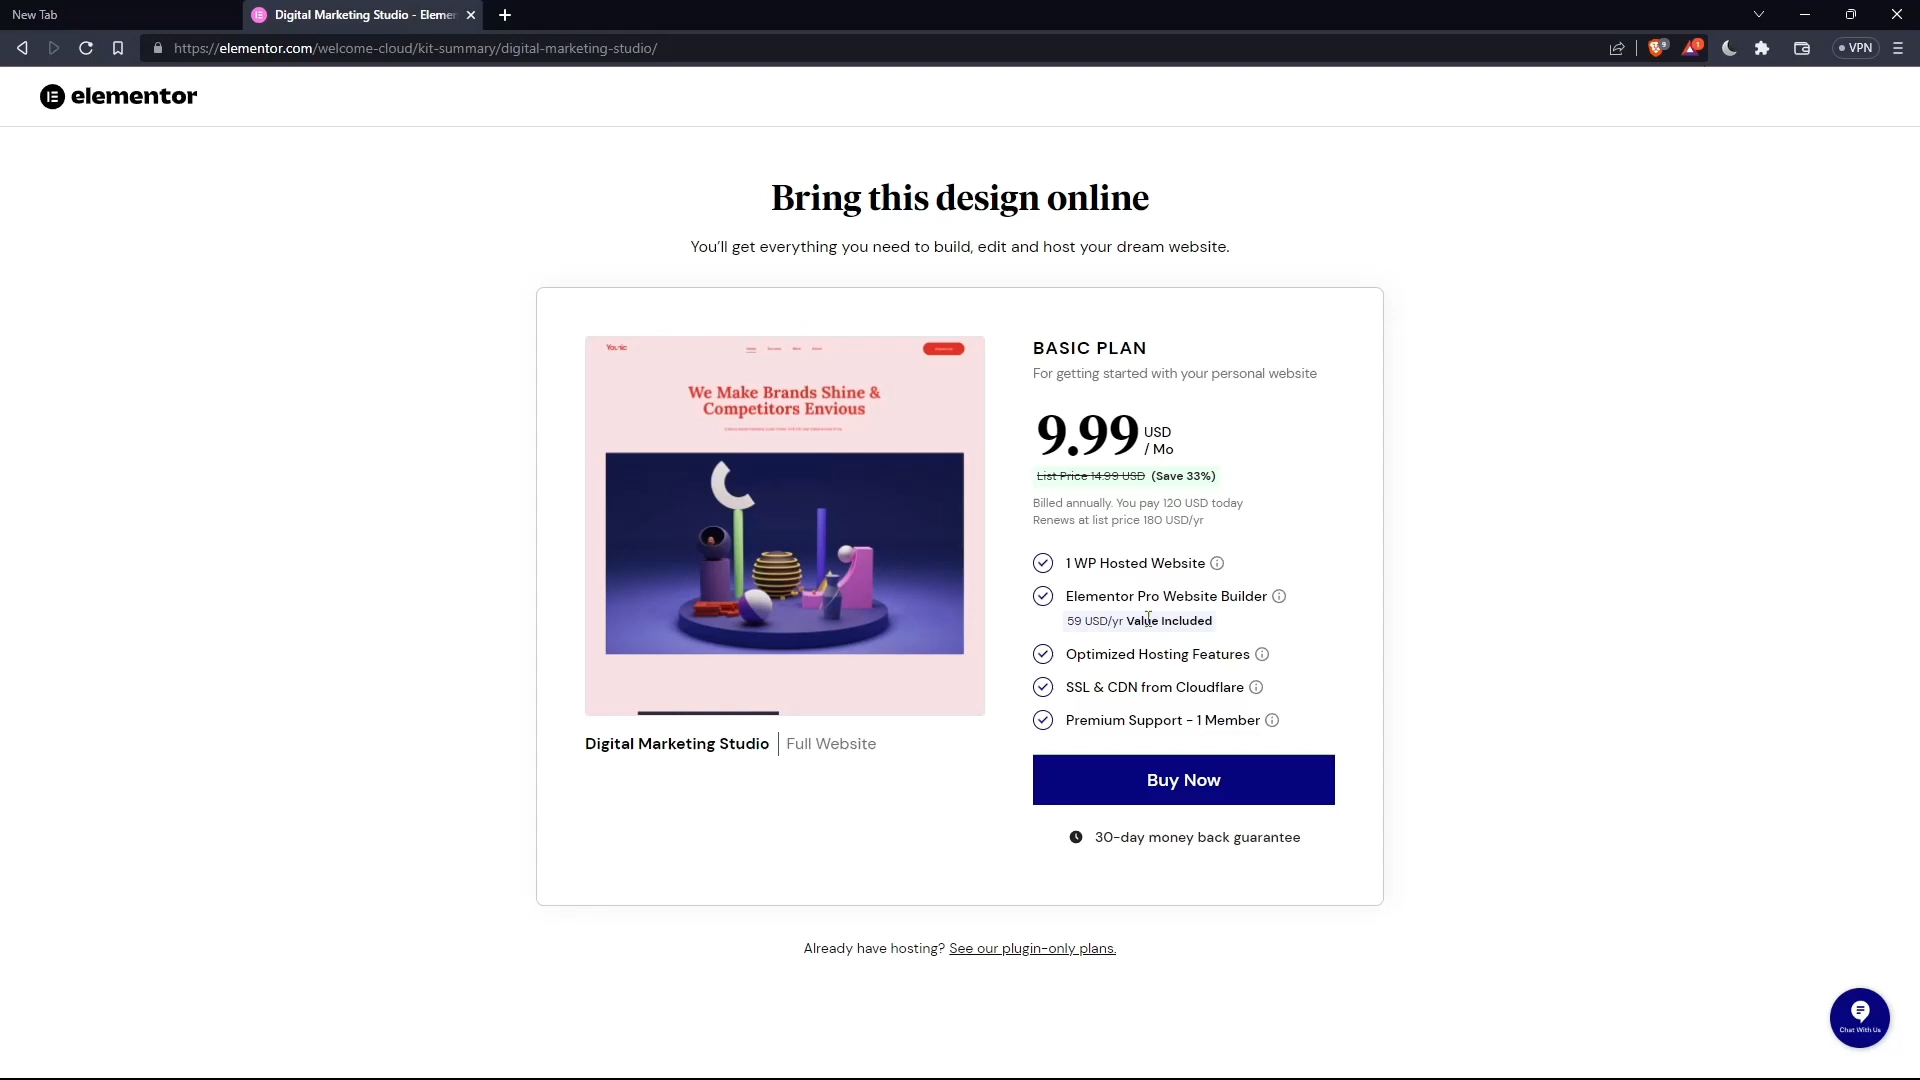 New Tab
Digital Marketing Studio - Elemen
https://elementor.com/welcome-cloud/kit-summary/digital-marketing-studio/
9
1
VPN
elementor
Bring this design online
You'll get everything you need to build, edit and host your dream website.
We Make Brands Shine &
Competitors Envious
Digital Marketing Studio | Full Website
BASIC PLAN
For getting started with your personal website
9.99 USD
/ Mo
List Price 14.99 USD (Save 33%)
Billed annually. You pay 120 USD today
Renews at list price 180 USD/yr
1 WP Hosted Website
Elementor Pro Website Builder
59 USD/yr Value Included
Optimized Hosting Features
SSL & CDN from Cloudflare
Premium Support - 1 Member
Buy Now
30-day money back guarantee
Already have hosting? See our plugin-only plans.
Chat With Us